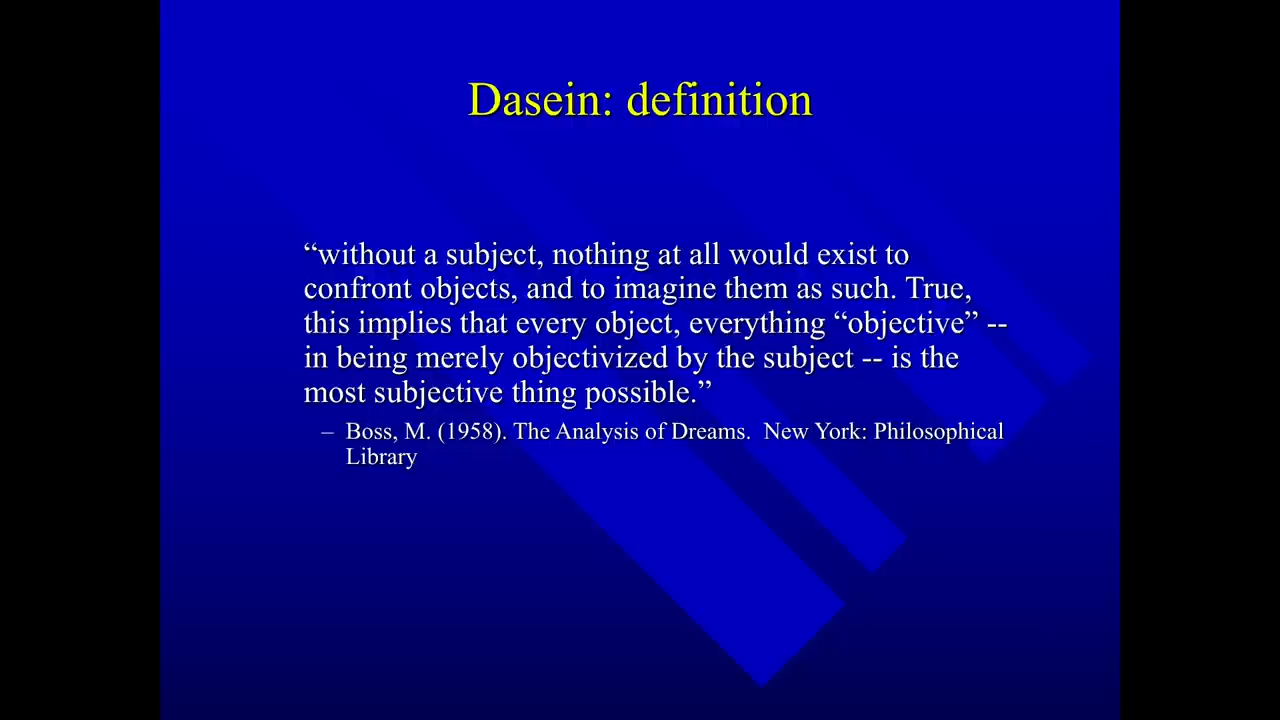 Dasein: definition
“without a subject, nothing at all would exist to
confront objects, and to imagine them as such. True,
this implies that every object, everything “objective” --
in being merely objectivized by the subject -- is the
most subjective thing possible.”
– Boss, M. (1958). The Analysis of Dreams.  New York: Philosophical
Library